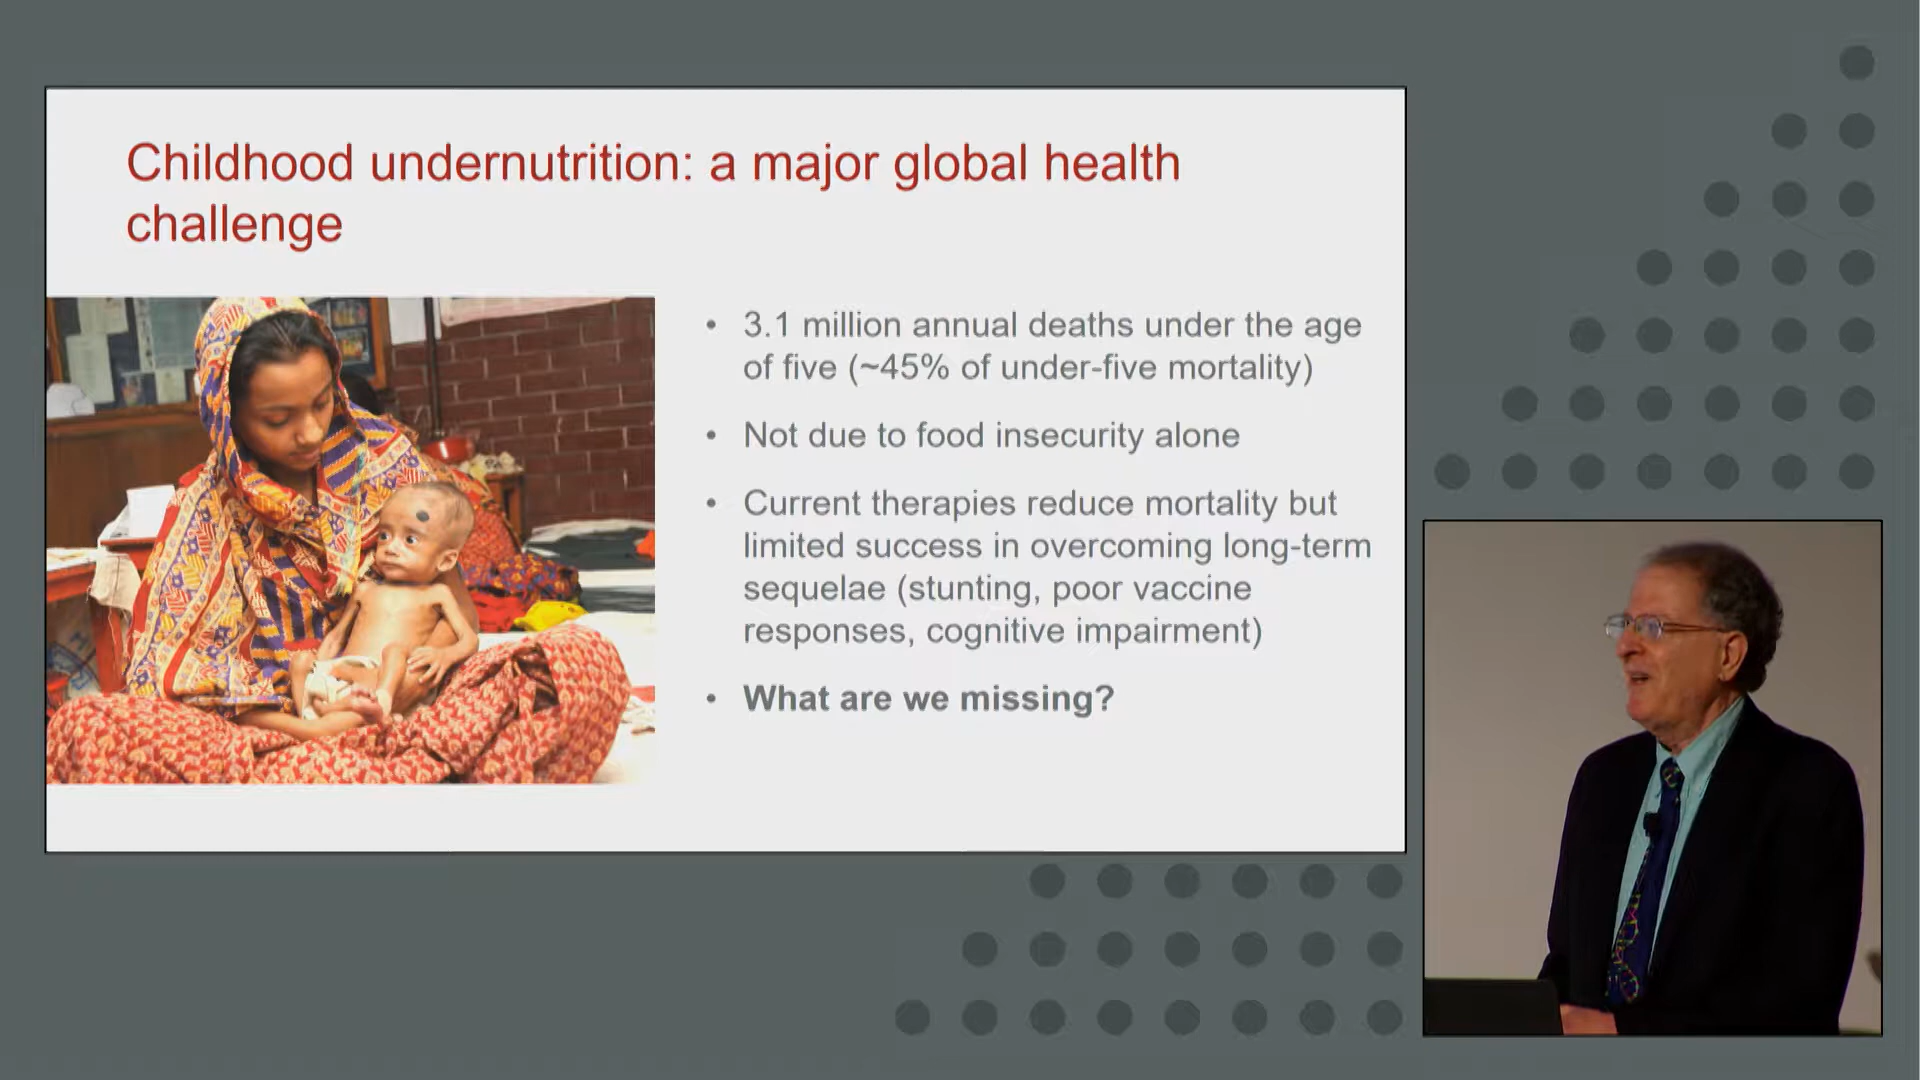 Childhood undernutrition: a major global health
challenge
• 3.1 million annual deaths under the age
of five (~45% of under-five mortality)
• Not due to food insecurity alone
• Current therapies reduce mortality but
limited success in overcoming long-term
sequelae (stunting, poor vaccine
responses, cognitive impairment)
• What are we missing?